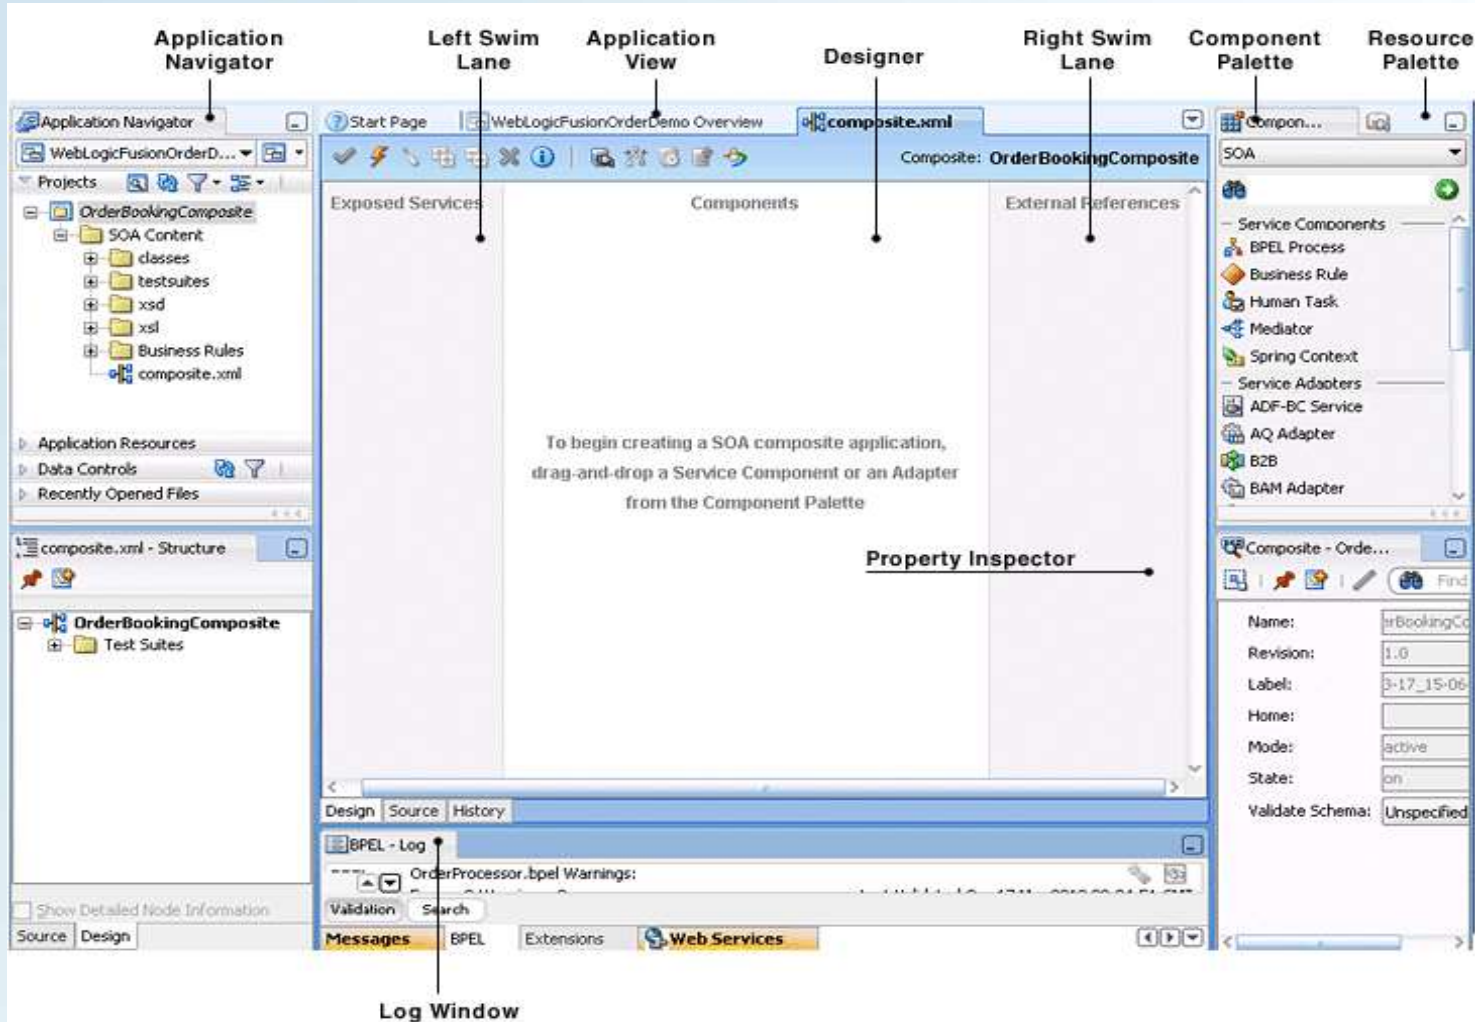 Application Navigator
Left Swim Lane
Application View
Designer
Right Swim Lane
Component Palette
Resource Palette
Application Navigator
WebLogicFusionOrderD...
Projects
OrderBookingComposite
SOA Content
classes
testsuites
xsd
xsl
Business Rules
composite.xml
Application Resources
Data Controls
Recently Opened Files
composite.xml - Structure
OrderBookingComposite
Test Suites
Show Detailed Node Information
Source Design
Start Page
WebLogicFusionOrderDemo Overview
composite.xml
Composite: OrderBookingComposite
Exposed Services
Components
External References
To begin creating a SOA composite application,
drag-and-drop a Service Component or an Adapter
from the Component Palette
Property Inspector
Design Source History
BPEL - Log
OrderProcessor.bpel Warnings:
Validation Search
Messages BPEL Extensions Web Services
Log Window
Compon...
SOA
Service Components
BPEL Process
Business Rule
Human Task
Mediator
Spring Context
Service Adapters
ADF-BC Service
AQ Adapter
B2B
BAM Adapter
Composite - Orde...
Find
Name: rBookingCo
Revision: 1.0
Label: 3-17_15-06-
Home:
Mode: active
State: on
Validate Schema: Unspecified